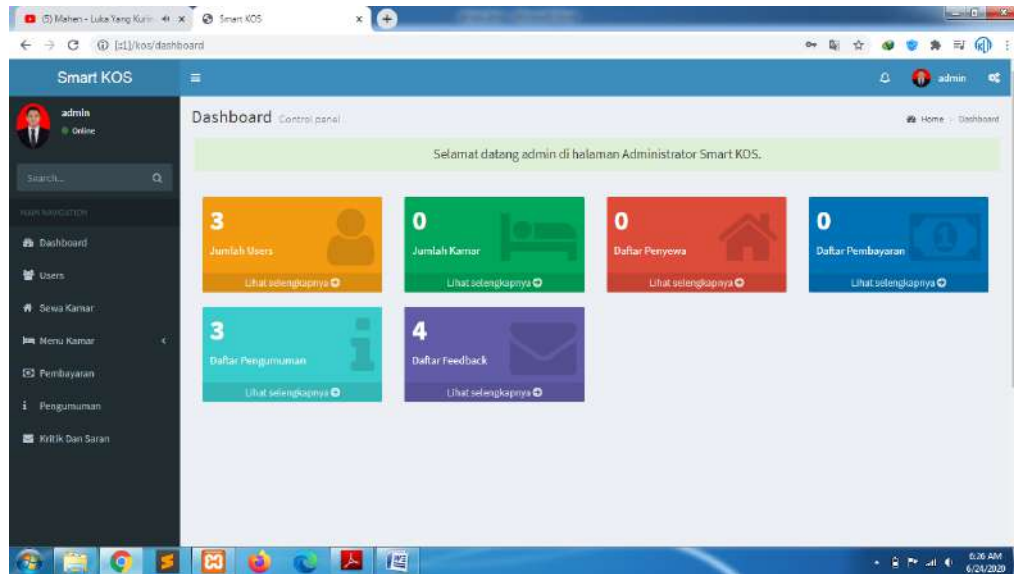 (5) Mahen - Luka Yang Kurin
Smart KOS
[::1]/kos/dashboard
Smart KOS
admin
admin
Online
Dashboard Control panel
Home > Dashboard
Selamat datang admin di halaman Administrator Smart KOS.
Search...
MAIN NAVIGATION
Dashboard
Users
Sewa Kamar
Menu Kamar
Pembayaran
Pengumuman
Kritik Dan Saran
3
Jumlah Users
Lihat selengkapnya
0
Jumlah Kamar
Lihat selengkapnya
0
Daftar Penyewa
Lihat selengkapnya
0
Daftar Pembayaran
Lihat selengkapnya
3
Daftar Pengumuman
Lihat selengkapnya
4
Daftar Feedback
Lihat selengkapnya
6:26 AM
6/24/2020